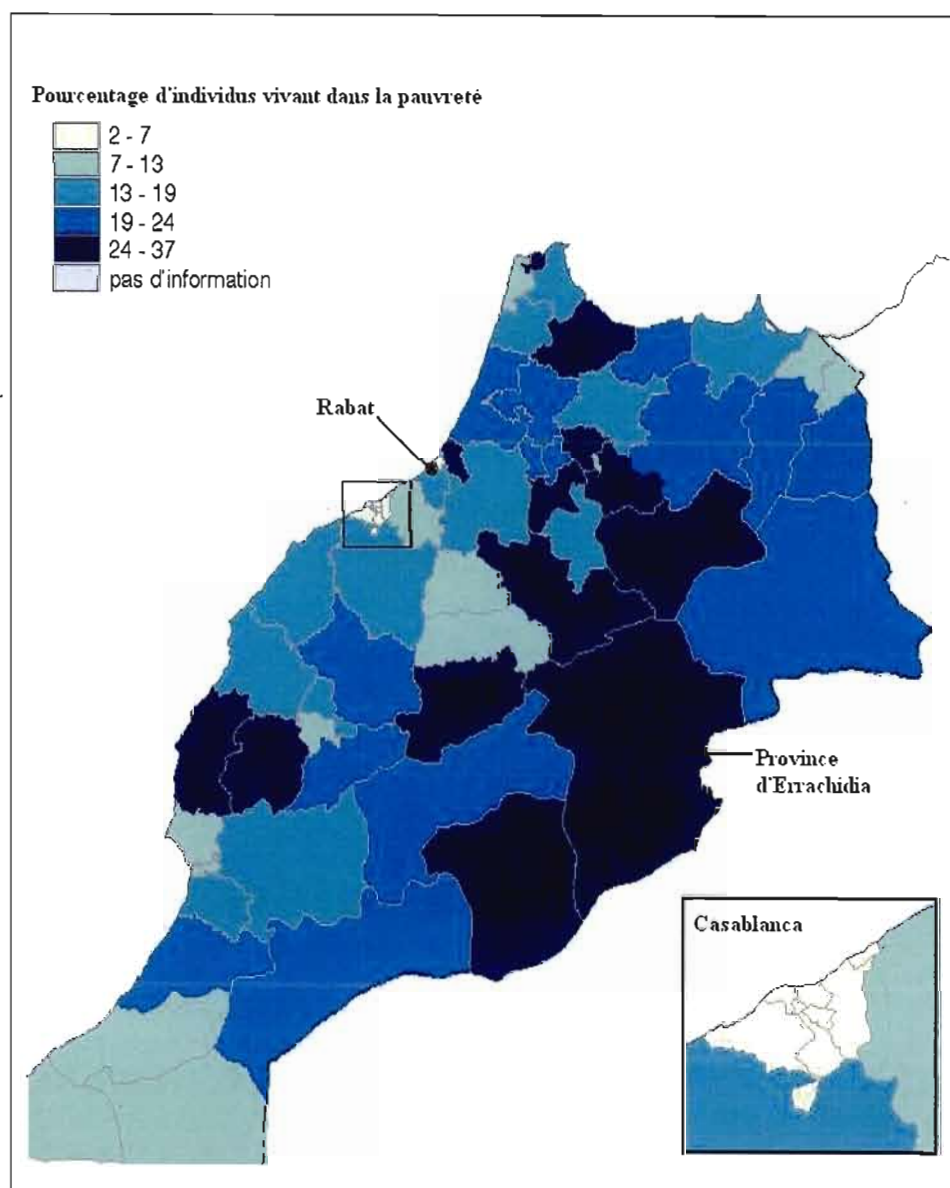 Pourcentage d'individus vivant dans la pauvreté
2 - 7
7 - 13
13 - 19
19 - 24
24 - 37
pas d'information
Rabat
Province
d'Errachidia
Casablanca